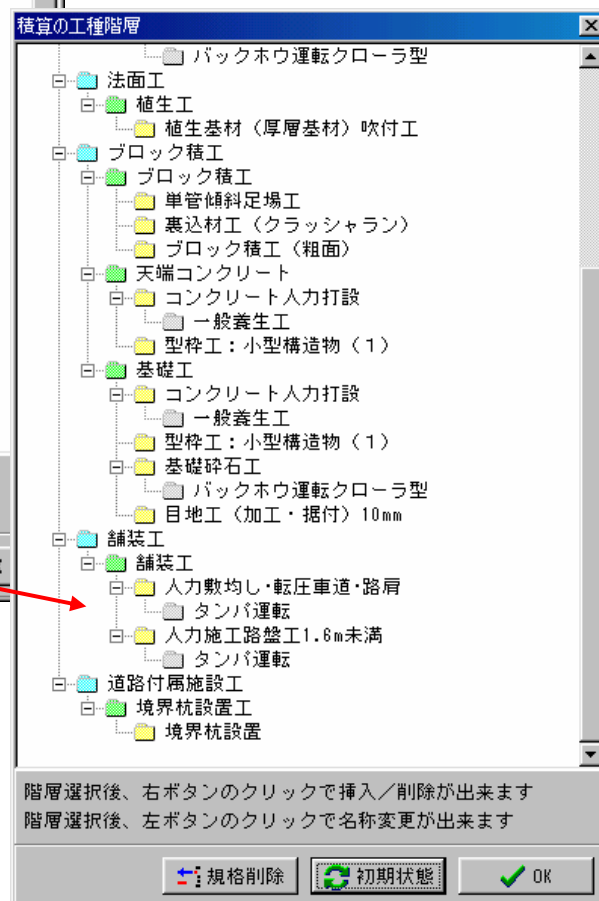 積算の工種階層
バックホウ運転クローラ型
法面工
植生工
植生基材（厚層基材）吹付工
ブロック積工
ブロック積工
単管傾斜足場工
裏込材工（クラッシャラン）
ブロック積工（粗面）
天端コンクリート
コンクリート人力打設
一般養生工
型枠工：小型構造物（１）
基礎工
コンクリート人力打設
一般養生工
型枠工：小型構造物（１）
基礎砕石工
バックホウ運転クローラ型
目地工（加工・据付）10mm
舗装工
舗装工
人力敷均し・転圧車道・路肩
タンパ運転
人力施工路盤工1.6m未満
タンパ運転
道路付属施設工
境界杭設置工
境界杭設置
階層選択後、右ボタンのクリックで挿入／削除が出来ます
階層選択後、左ボタンのクリックで名称変更が出来ます
規格削除 初期状態 OK